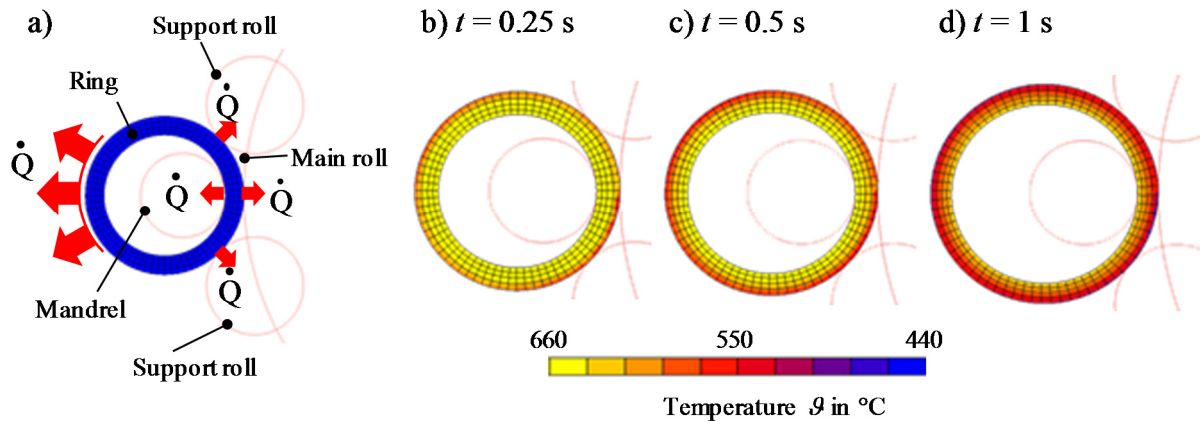 a)
Support roll
Ring
Q̇
Q̇
Main roll
Q̇
Q̇
Q̇
Mandrel
Support roll
b) t = 0.25 s
c) t = 0.5 s
d) t = 1 s
660 550 440
Temperature ϑ in °C